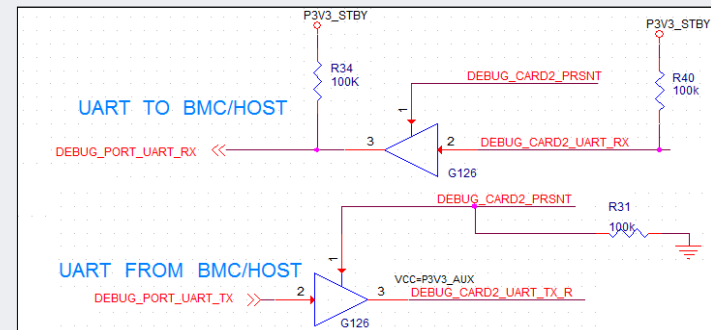 P3V3_STBY
P3V3_STBY
R34
100K
DEBUG_CARD2_PRSNT
R40
100k
UART TO BMC/HOST
1
DEBUG_PORT_UART_RX
3
2
DEBUG_CARD2_UART_RX
G126
DEBUG_CARD2_PRSNT
R31
100k
1
UART FROM BMC/HOST
VCC=P3V3_AUX
DEBUG_PORT_UART_TX
2
3
DEBUG_CARD2_UART_TX_R
G126